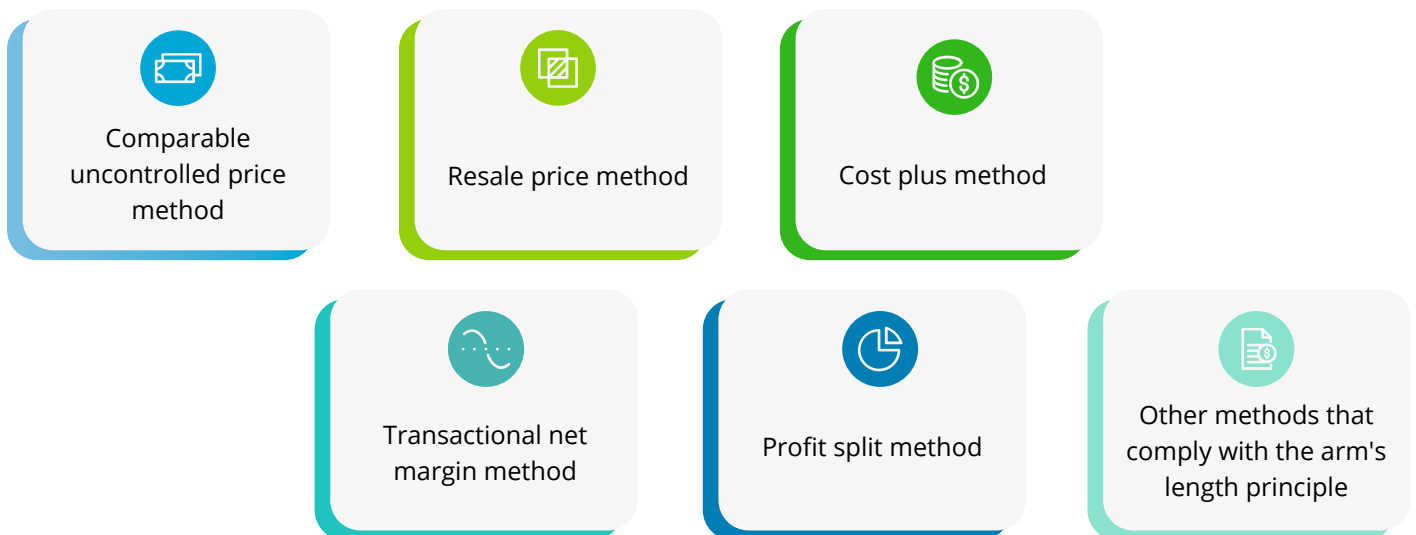 Comparable
uncontrolled price
method
Resale price method
Cost plus method
Transactional net
margin method
Profit split method
Other methods that
comply with the arm's
length principle